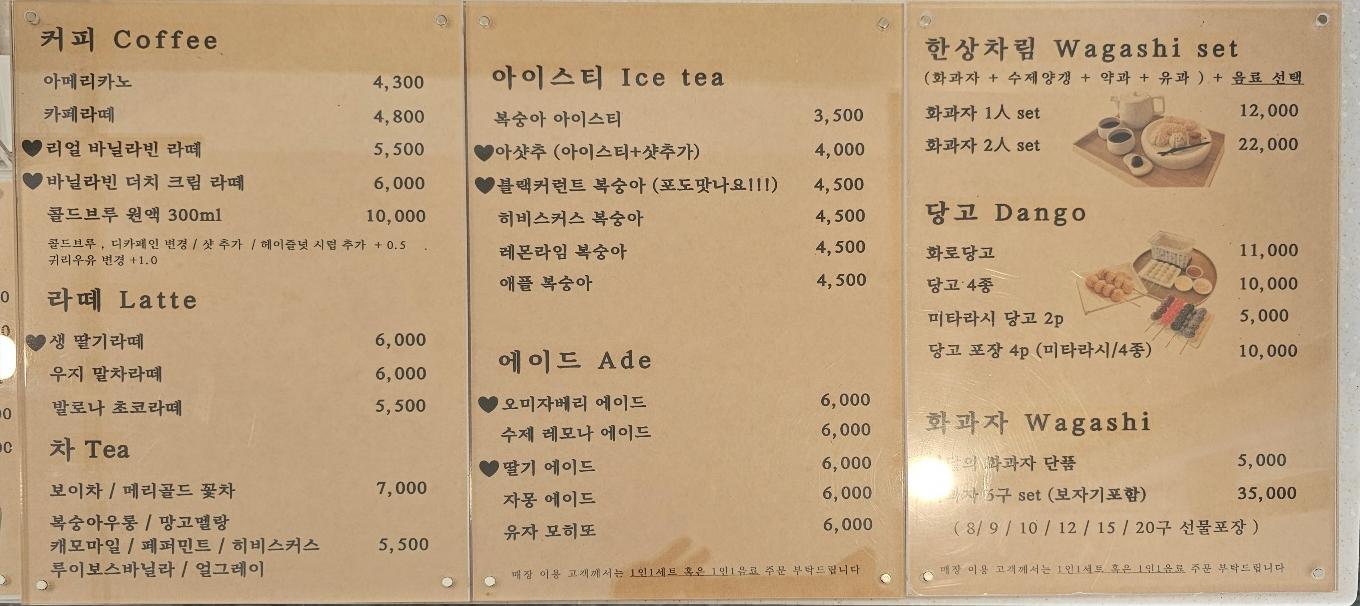 커피 Coffee
아메리카노 4,300
카페라떼 4,800
♥리얼 바닐라빈 라떼 5,500
♥바닐라빈 더치 크림 라떼 6,000
콜드브루 원액 300ml 10,000
콜드브루, 디카페인 변경 / 샷 추가 / 헤이즐넛 시럽 추가 + 0.5
귀리우유 변경 +1.0
라떼 Latte
♥생 딸기라떼 6,000
우지 말차라떼 6,000
발로나 초코라떼 5,500
차 Tea
보이차 / 메리골드 꽃차 7,000
복숭아우롱 / 망고멜랑
캐모마일 / 페퍼민트 / 히비스커스 5,500
루이보스바닐라 / 얼그레이
아이스티 Ice tea
복숭아 아이스티 3,500
♥아샷추 (아이스티+샷추가) 4,000
♥블랙커런트 복숭아 (포도맛나요!!!) 4,500
히비스커스 복숭아 4,500
레몬라임 복숭아 4,500
애플 복숭아 4,500
에이드 Ade
♥오미자베리 에이드 6,000
수제 레모나 에이드 6,000
♥딸기 에이드 6,000
자몽 에이드 6,000
유자 모히또 6,000
매장 이용 고객께서는 1인1세트 혹은 1인1음료 주문 부탁드립니다
한상차림 Wagashi set
(화과자 + 수제양갱 + 약과 + 유과 ) + 음료 선택
화과자 1人 set 12,000
화과자 2人 set 22,000
당고 Dango
화로당고 11,000
당고 4종 10,000
미타라시 당고 2p 5,000
당고 포장 4p (미타라시/4종) 10,000
화과자 Wagashi
화과자 단품 5,000
set (보자기포함) 35,000
( 8/ 9 / 10 / 12 / 15 / 20구 선물포장 )
매장 이용 고객께서는 1인1세트 혹은 1인1음료 주문 부탁드립니다